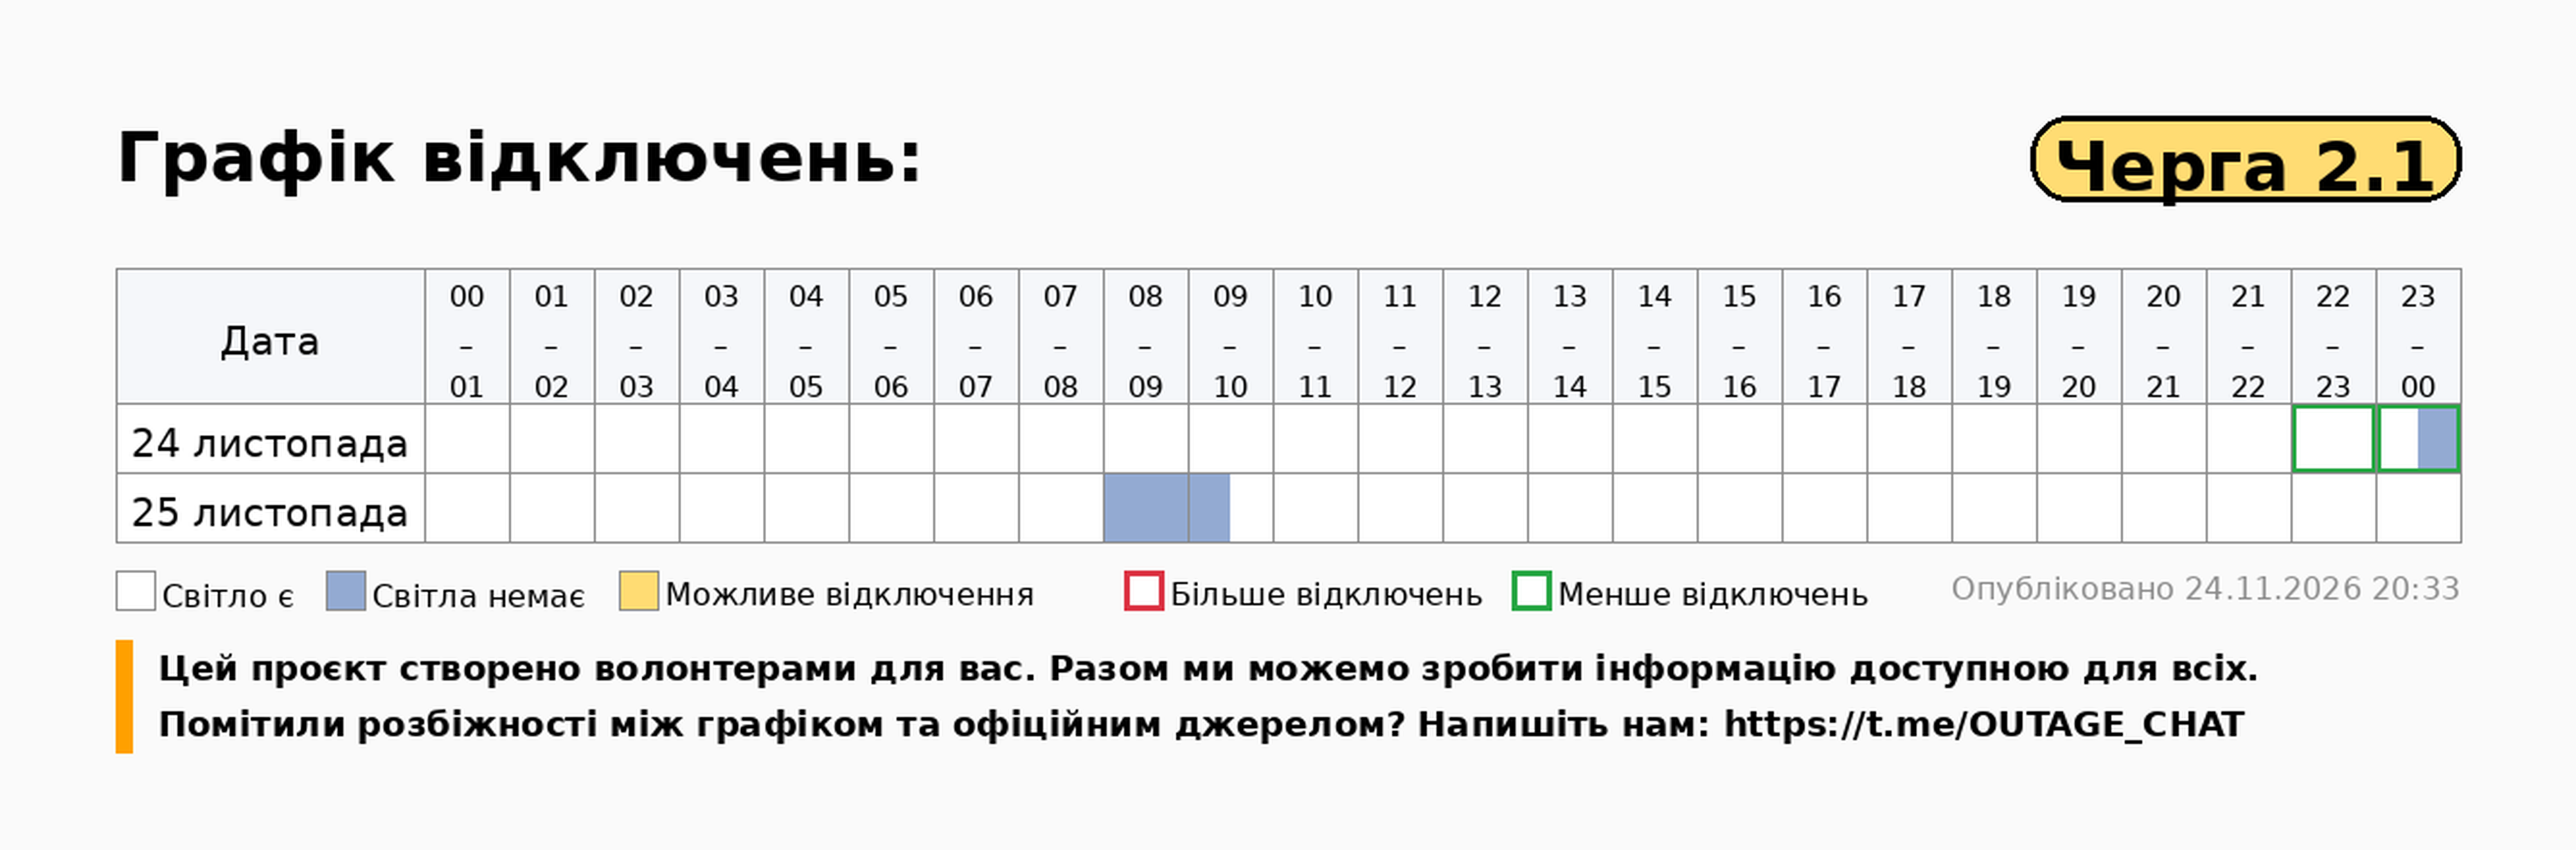 Графік відключень:
Черга 2.1
Дата
00 – 01
01 – 02
02 – 03
03 – 04
04 – 05
05 – 06
06 – 07
07 – 08
08 – 09
09 – 10
10 – 11
11 – 12
12 – 13
13 – 14
14 – 15
15 – 16
16 – 17
17 – 18
18 – 19
19 – 20
20 – 21
21 – 22
22 – 23
23 – 00
24 листопада
25 листопада
Світло є
Світла немає
Можливе відключення
Більше відключень
Менше відключень
Опубліковано 24.11.2026 20:33
Цей проєкт створено волонтерами для вас. Разом ми можемо зробити інформацію доступною для всіх.
Помітили розбіжності між графіком та офіційним джерелом? Напишіть нам: https://t.me/OUTAGE_CHAT